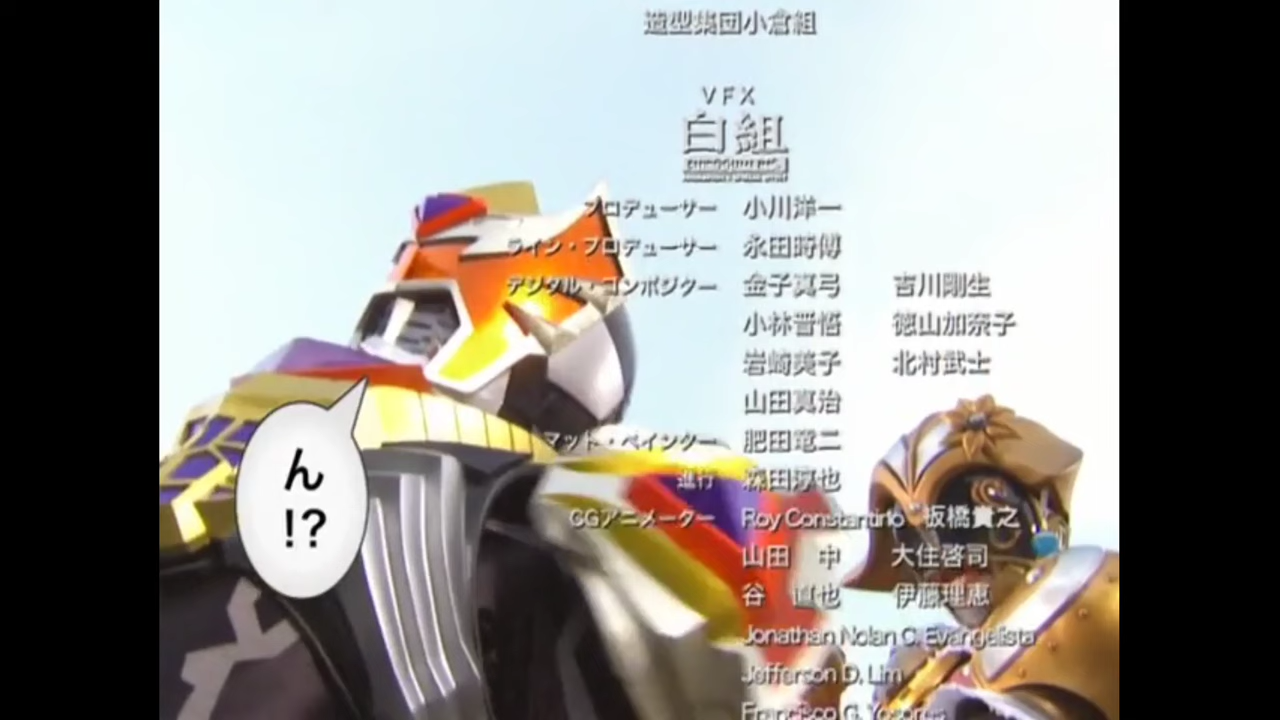 造型集団小倉組
VFX
白組
プロデューサー 小川洋一
ライン・プロデューサー 永田時傅
デジタル・コンポジター 金子真弓 吉川剛生
小林晋悟 徳山加奈子
岩崎美子 北村武士
山田真治
マット・ペインター 肥田竜二
進行 森田淳也
CGアニメーター Roy Constantino 板橋貴之
山田 中 大住啓司
谷 直也 伊藤理恵
Jonathan Nolan C. Evangelista
Jefferson D. Lim
Francisco G.
ん
!?